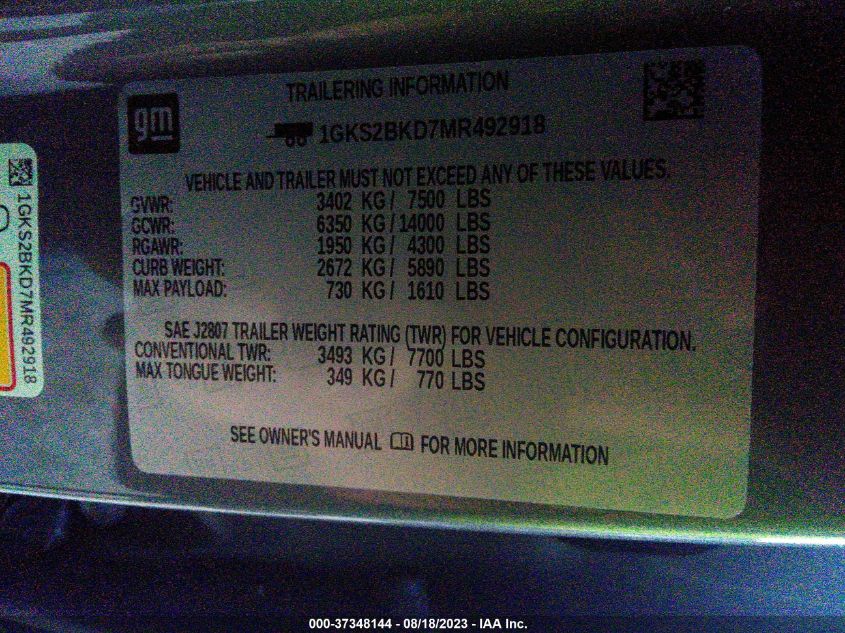 TRAILERING INFORMATION
gm
1GKS2BKD7MR492918
VEHICLE AND TRAILER MUST NOT EXCEED ANY OF THESE VALUES.
GVWR: 3402 KG / 7500 LBS
GCWR: 6350 KG / 14000 LBS
RGAWR: 1950 KG / 4300 LBS
CURB WEIGHT: 2672 KG / 5890 LBS
MAX PAYLOAD: 730 KG / 1610 LBS
SAE J2807 TRAILER WEIGHT RATING (TWR) FOR VEHICLE CONFIGURATION.
CONVENTIONAL TWR: 3493 KG / 7700 LBS
MAX TONGUE WEIGHT: 349 KG / 770 LBS
SEE OWNER'S MANUAL FOR MORE INFORMATION
1GKS2BKD7MR492918
000-37348144 - 08/18/2023 - IAA Inc.